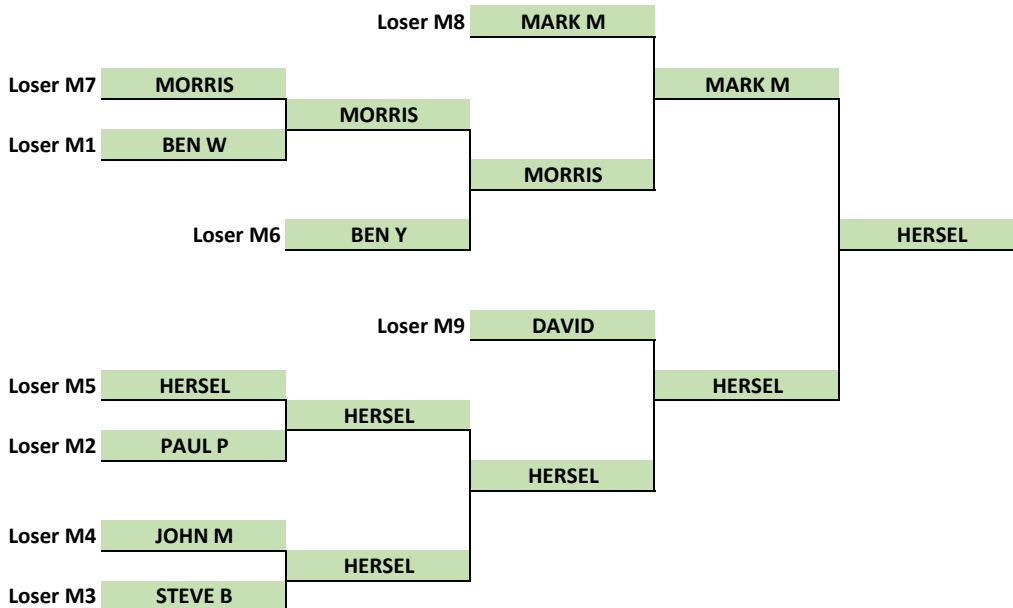 Loser M8 MARK M
Loser M7 MORRIS MARK M
MORRIS
Loser M1 BEN W
MORRIS
Loser M6 BEN Y HERSEL
Loser M9 DAVID
Loser M5 HERSEL HERSEL
HERSEL
Loser M2 PAUL P
HERSEL
Loser M4 JOHN M
HERSEL
Loser M3 STEVE B